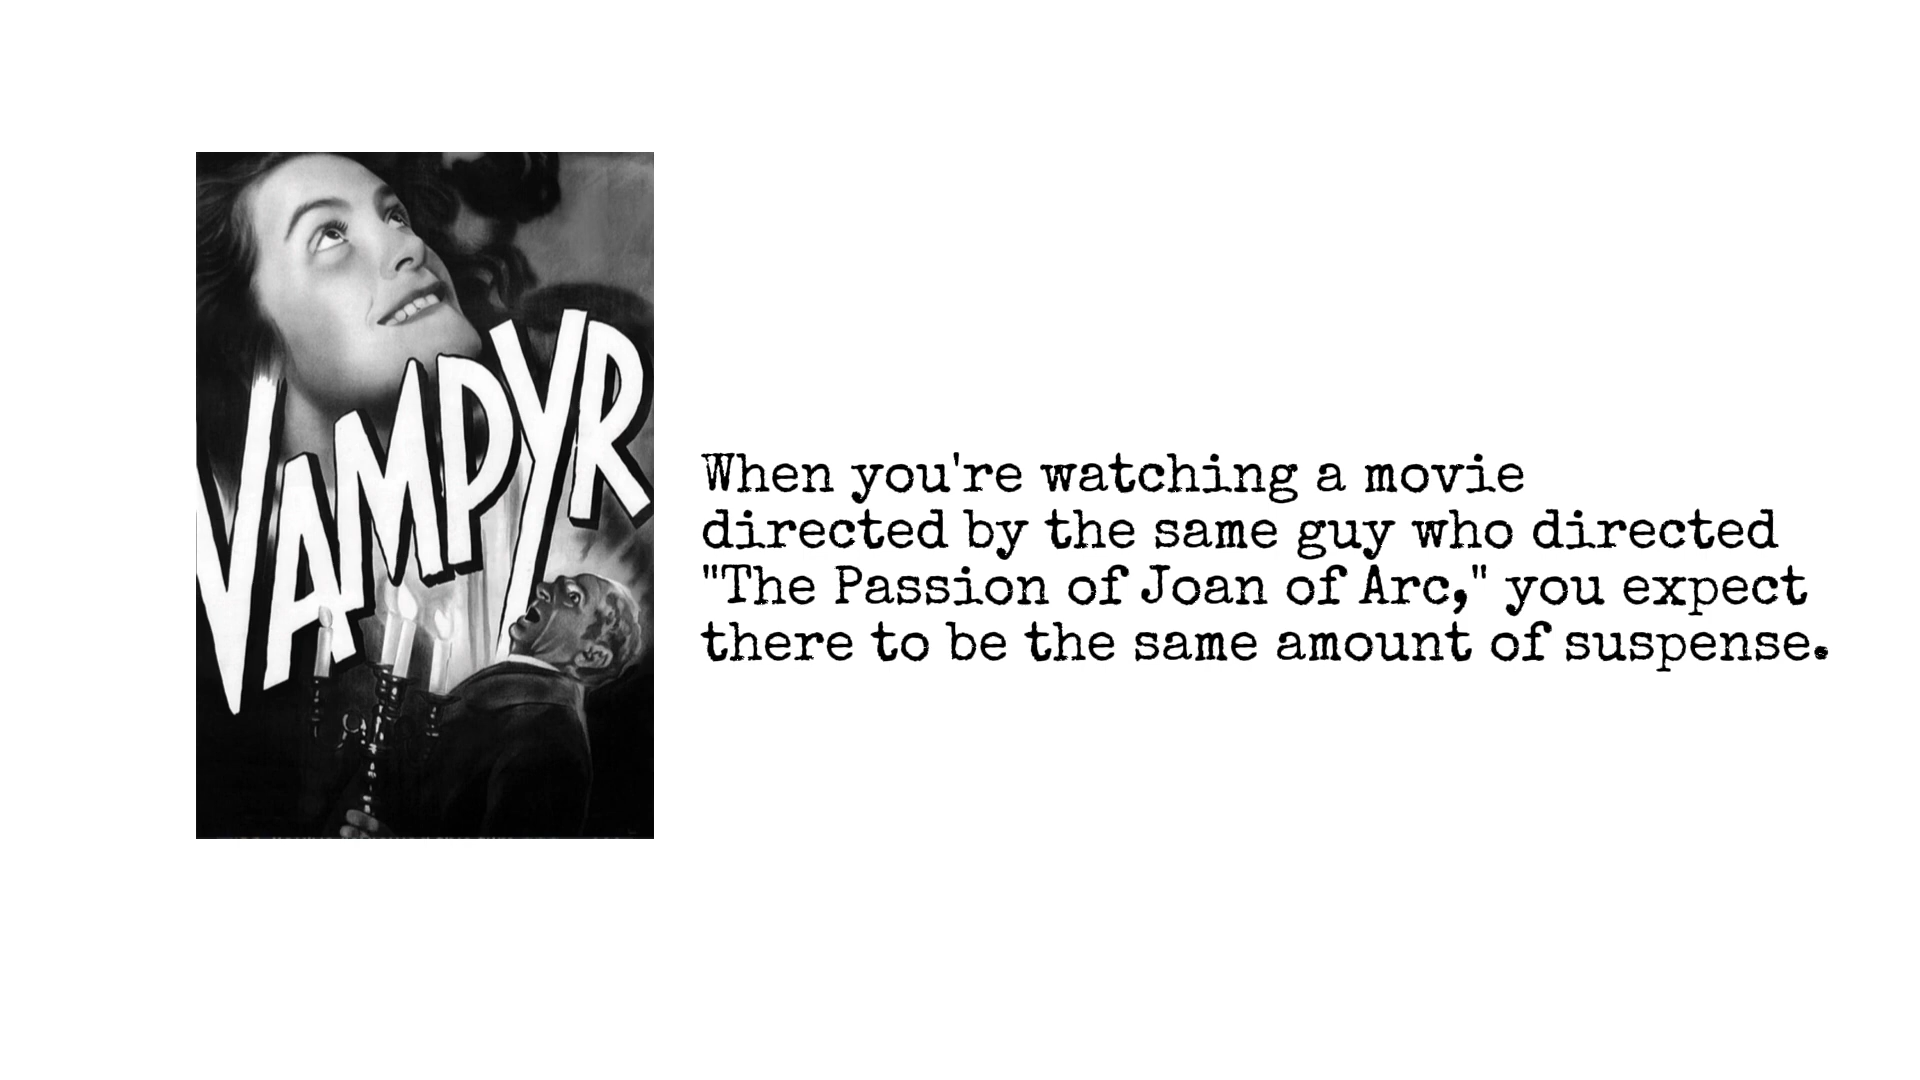 VAMPYR
When you're watching a movie
directed by the same guy who directed
"The Passion of Joan of Arc," you expect
there to be the same amount of suspense.